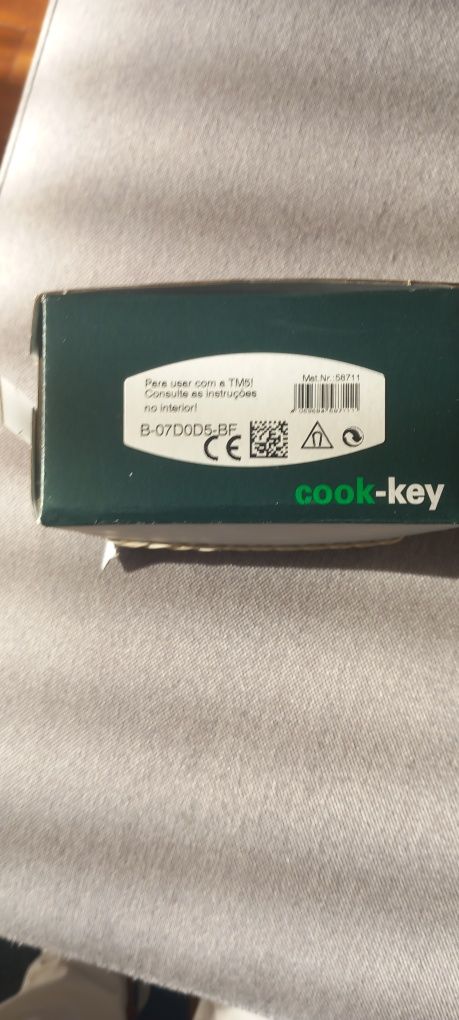 Para usar com a TM5!
Consulte as instruções
no interior!
B-07D0D5-BF
CE
Mat.Nr.:58711
cook-key